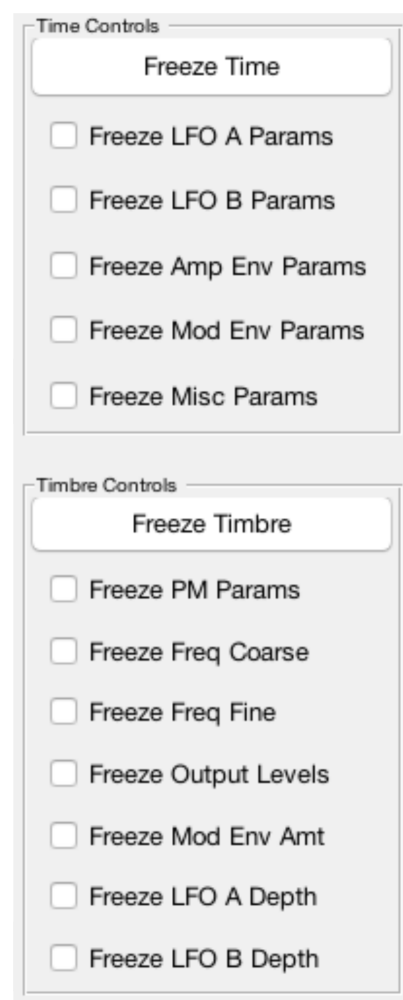 Time Controls
Freeze Time
Freeze LFO A Params
Freeze LFO B Params
Freeze Amp Env Params
Freeze Mod Env Params
Freeze Misc Params
Timbre Controls
Freeze Timbre
Freeze PM Params
Freeze Freq Coarse
Freeze Freq Fine
Freeze Output Levels
Freeze Mod Env Amt
Freeze LFO A Depth
Freeze LFO B Depth